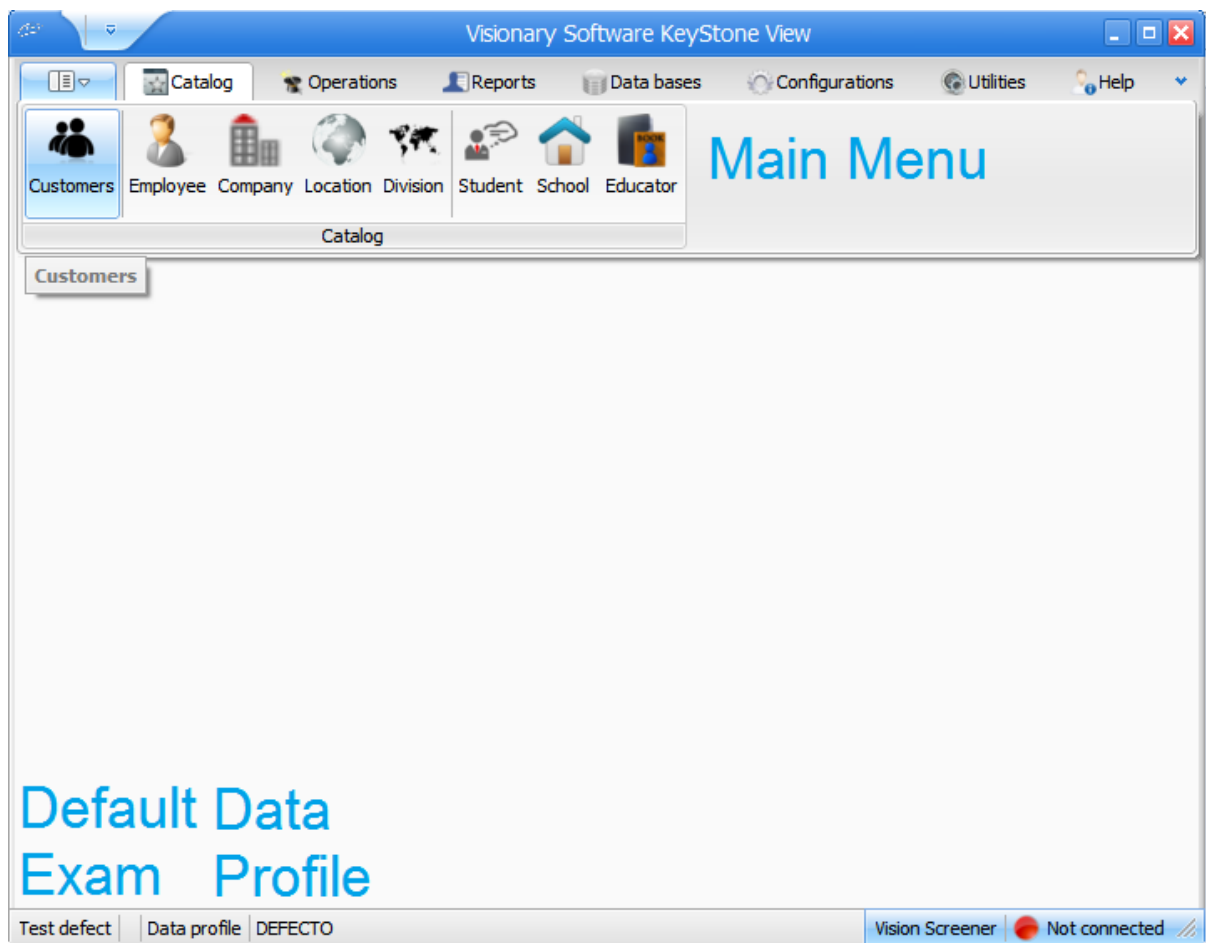 Visionary Software KeyStone View
Catalog Operations Reports Data bases Configurations Utilities Help
BOOK
Customers Employee Company Location Division Student School Educator
Main Menu
Catalog
Customers
Default Data
Exam Profile
Test defect Data profile DEFECTO Vision Screener Not connected